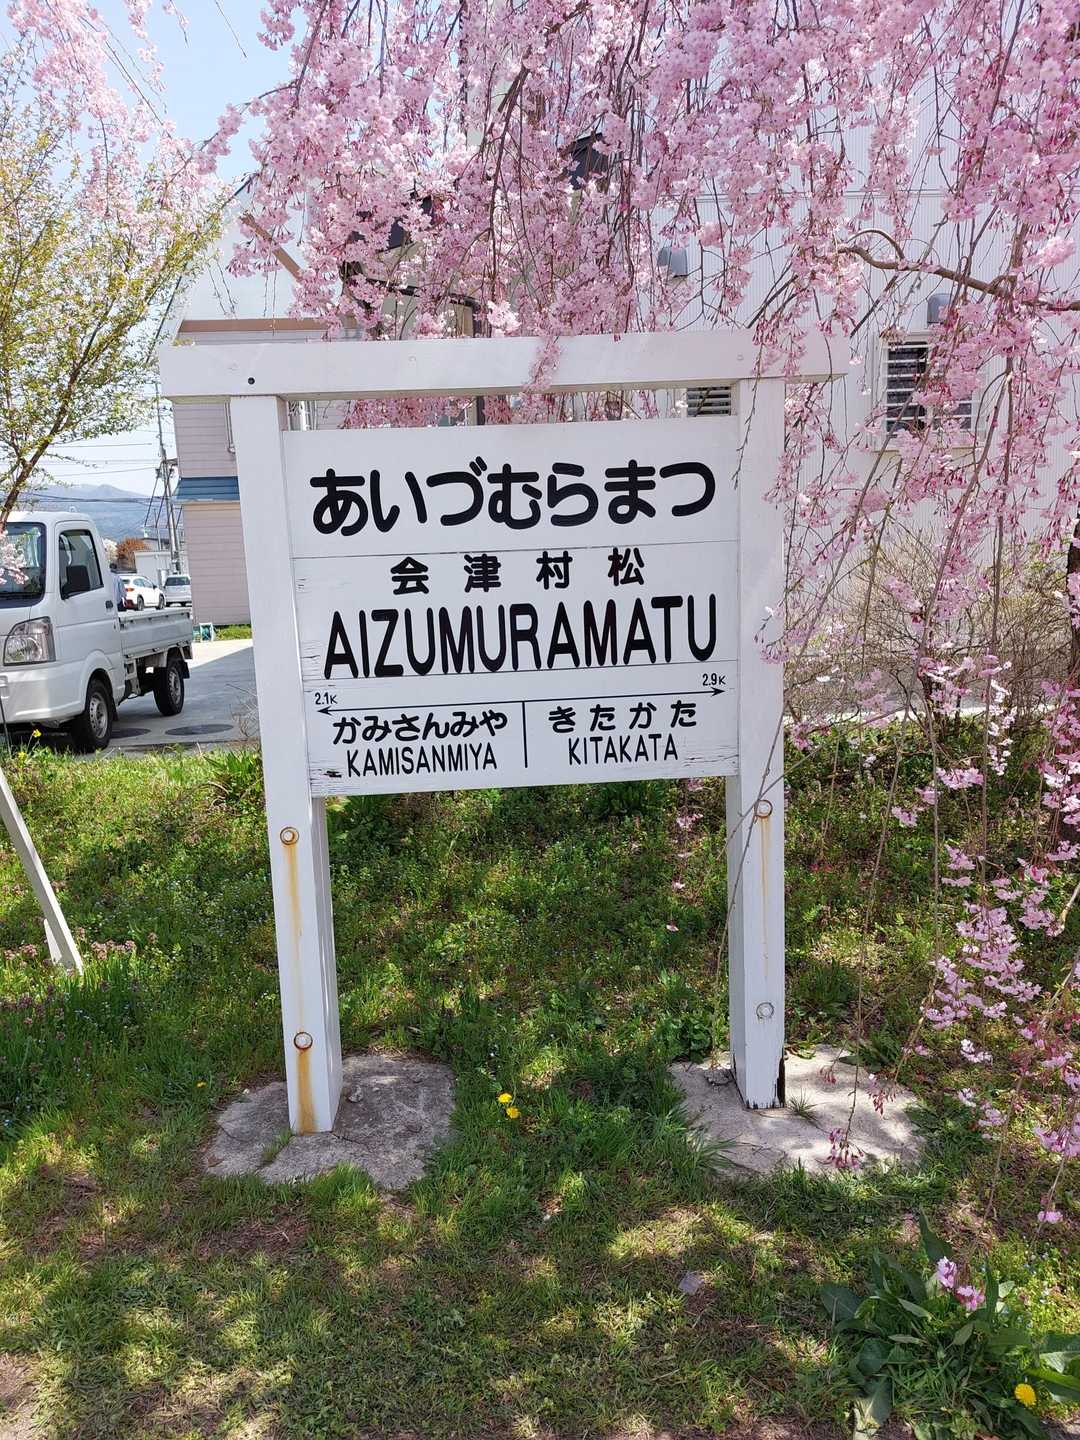 あいづむらまつ
会津村松
AIZUMURAMATU
2.1K 2.9K
かみさんみや きたかた
KAMISANMIYA KITAKATA